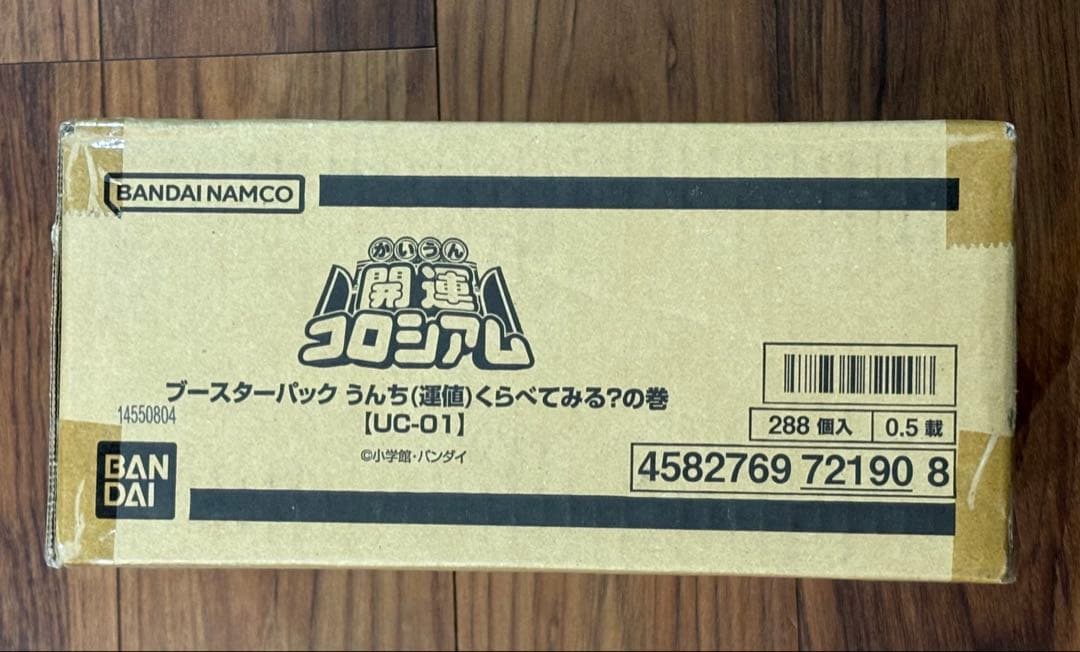 BANDAI NAMCO
かいうん
開運
コロシアム
ブースターパック うんち(運値)くらべてみる?の巻
14550804
【UC-01】
288 個入
0.5 載
BAN
DAI
©小学館・バンダイ
4582769 72190 8